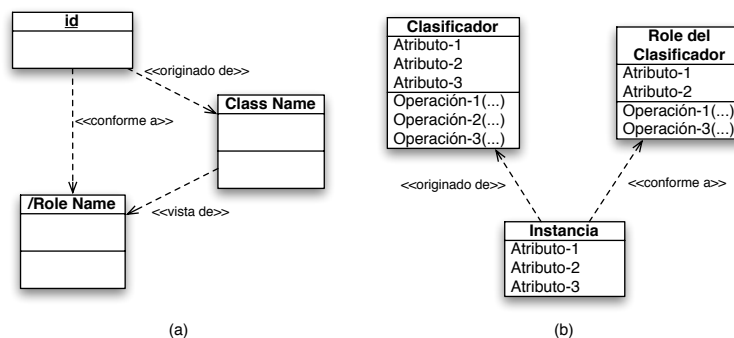 id
<<originado de>>
Class Name
<<conforme a>>
/Role Name
<<vista de>>
(a)
Clasificador
Atributo-1
Atributo-2
Atributo-3
Operación-1(...)
Operación-2(...)
Operación-3(...)
Role del
Clasificador
Atributo-1
Atributo-2
Operación-1(...)
Operación-3(...)
<<originado de>>
<<conforme a>>
Instancia
Atributo-1
Atributo-2
Atributo-3
(b)